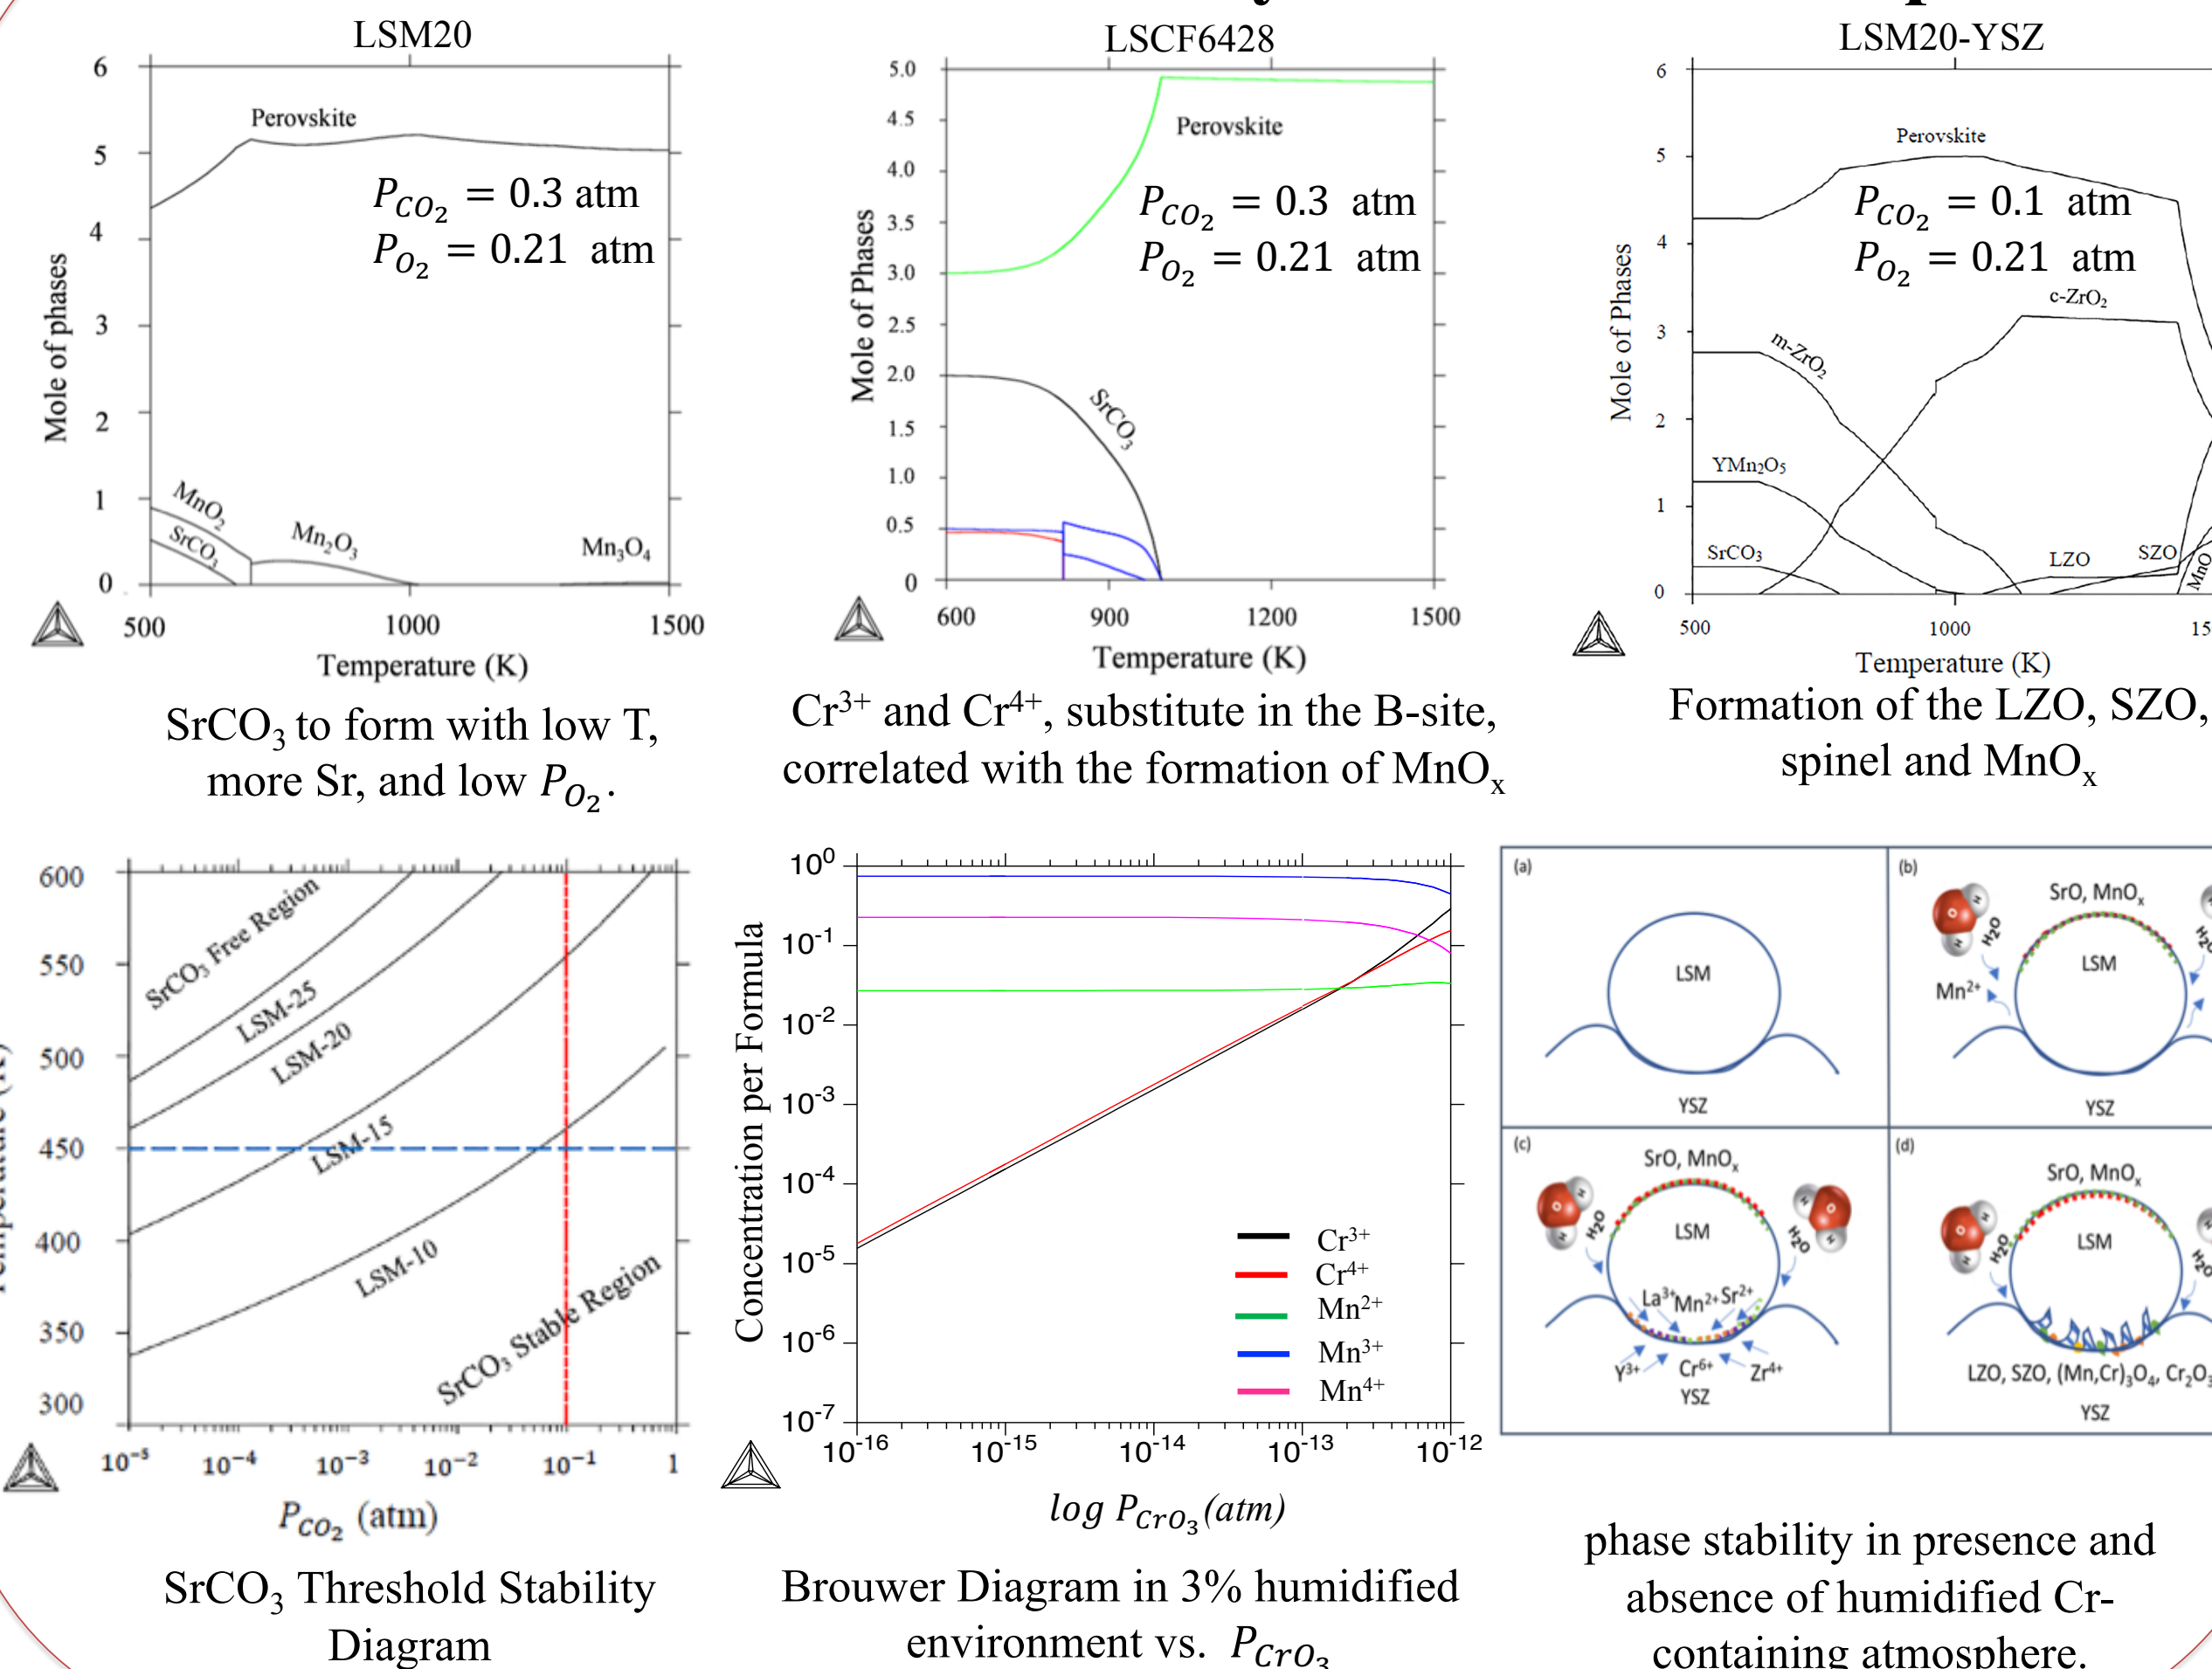 LSM20
6
5
4
3
2
1
0
Mole of phases
Perovskite
P_CO₂ = 0.3 atm
P_O₂ = 0.21 atm
MnO₂
SrCO₃
Mn₂O₃
Mn₃O₄
500 1000 1500
Temperature (K)
SrCO₃ to form with low T,
more Sr, and low P_O₂.
LSCF6428
5.0
4.5
4.0
3.5
3.0
2.5
2.0
1.5
1.0
0.5
0
Mole of Phases
Perovskite
P_CO₂ = 0.3 atm
P_O₂ = 0.21 atm
SrCO₃
600 900 1200 1500
Temperature (K)
Cr³⁺ and Cr⁴⁺, substitute in the B-site,
correlated with the formation of MnOₓ
LSM20-YSZ
6
5
4
3
2
1
0
Mole of Phases
Perovskite
P_CO₂ = 0.1 atm
P_O₂ = 0.21 atm
c-ZrO₂
m-ZrO₂
YMn₂O₅
SrCO₃
LZO
SZO
MnO
500 1000 15
Temperature (K)
Formation of the LZO, SZO,
spinel and MnOₓ
600
550
500
450
400
350
300
SrCO₃ Free Region
LSM-25
LSM-20
LSM-15
LSM-10
SrCO₃ Stable Region
10⁻⁵ 10⁻⁴ 10⁻³ 10⁻² 10⁻¹ 1
P_CO₂ (atm)
SrCO₃ Threshold Stability
Diagram
10⁰
10⁻¹
10⁻²
10⁻³
10⁻⁴
10⁻⁵
10⁻⁶
10⁻⁷
Concentration per Formula
Cr³⁺
Cr⁴⁺
Mn²⁺
Mn³⁺
Mn⁴⁺
10⁻¹⁶ 10⁻¹⁵ 10⁻¹⁴ 10⁻¹³ 10⁻¹²
log P_CrO₃(atm)
Brouwer Diagram in 3% humidified
environment vs. P_CrO₃
(a)
LSM
YSZ
(b)
SrO, MnOₓ
O H H
H₂O
LSM
H₂O
Mn²⁺
YSZ
(c)
SrO, MnOₓ
H H
H₂O
LSM
H H
H₂O
La³⁺ Mn²⁺ Sr²⁺
Y³⁺ Cr⁶⁺ Zr⁴⁺
YSZ
(d)
SrO, MnOₓ
H H
H₂O
LSM
H₂O
LZO, SZO, (Mn,Cr)₃O₄, Cr₂O₃
YSZ
phase stability in presence and
absence of humidified Cr-
containing atmosphere.